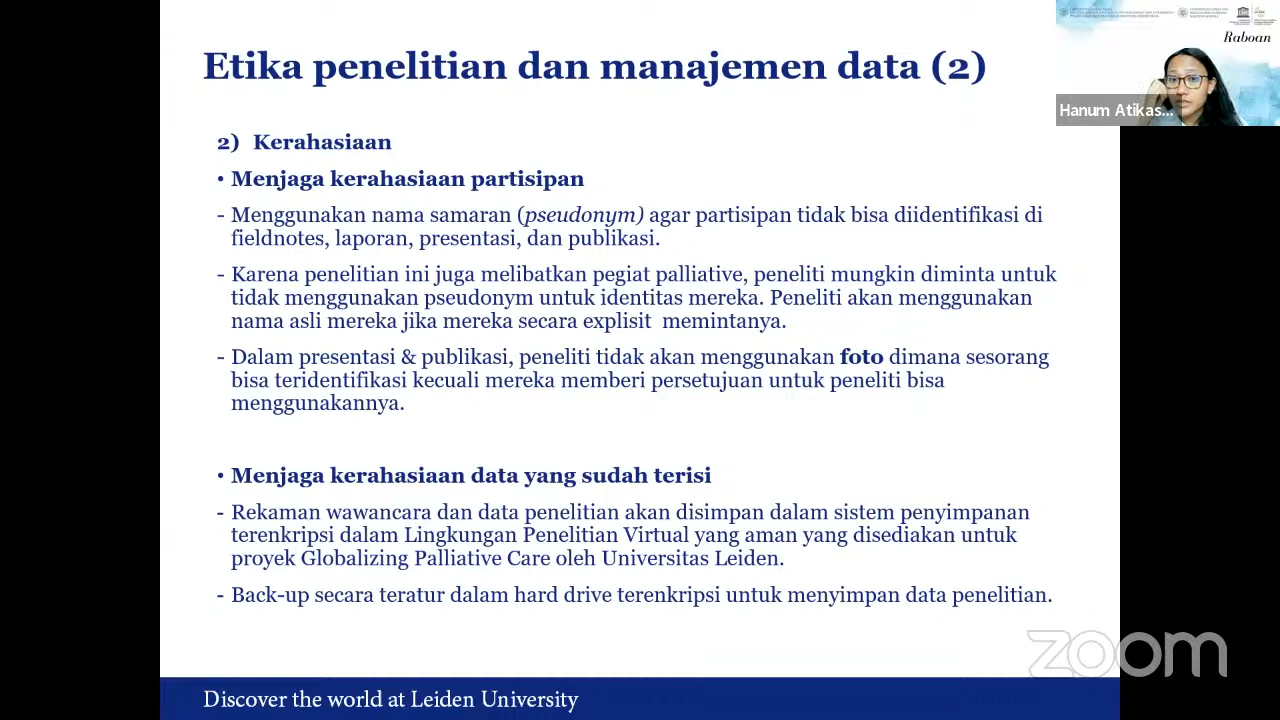 Etika penelitian dan manajemen data (2)
Raboan
Hanum Atikas...
2) Kerahasiaan
• Menjaga kerahasiaan partisipan
- Menggunakan nama samaran (pseudonym) agar partisipan tidak bisa diidentifikasi di
fieldnotes, laporan, presentasi, dan publikasi.
- Karena penelitian ini juga melibatkan pegiat palliative, peneliti mungkin diminta untuk
tidak menggunakan pseudonym untuk identitas mereka. Peneliti akan menggunakan
nama asli mereka jika mereka secara explisit memintanya.
- Dalam presentasi & publikasi, peneliti tidak akan menggunakan foto dimana sesorang
bisa teridentifikasi kecuali mereka memberi persetujuan untuk peneliti bisa
menggunakannya.
• Menjaga kerahasiaan data yang sudah terisi
- Rekaman wawancara dan data penelitian akan disimpan dalam sistem penyimpanan
terenkripsi dalam Lingkungan Penelitian Virtual yang aman yang disediakan untuk
proyek Globalizing Palliative Care oleh Universitas Leiden.
- Back-up secara teratur dalam hard drive terenkripsi untuk menyimpan data penelitian.
zoom
Discover the world at Leiden University